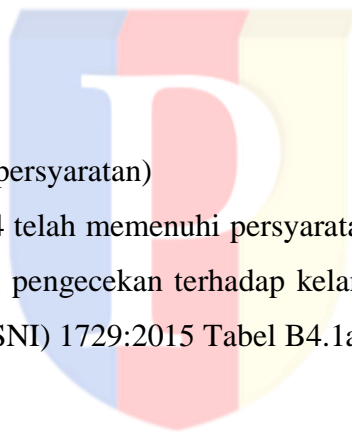 persyaratan)
4 telah memenuhi persyarata
pengecekan terhadap kela
SNI) 1729:2015 Tabel B4.1a